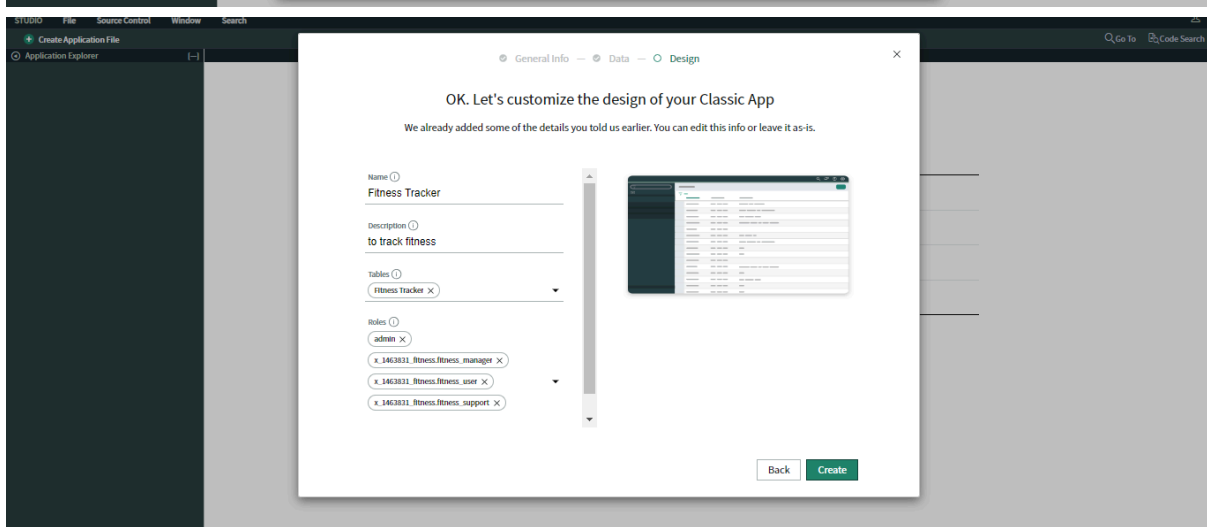 STUDIO File Source Control Window Search
Create Application File
Go To Code Search
Application Explorer
General Info — Data — Design
OK. Let's customize the design of your Classic App
We already added some of the details you told us earlier. You can edit this info or leave it as-is.
Name
Fitness Tracker
Description
to track fitness
Tables
Fitness Tracker
Roles
admin
x_1463831_fitness.fitness_manager
x_1463831_fitness.fitness_user
x_1463831_fitness.fitness_support
Back Create